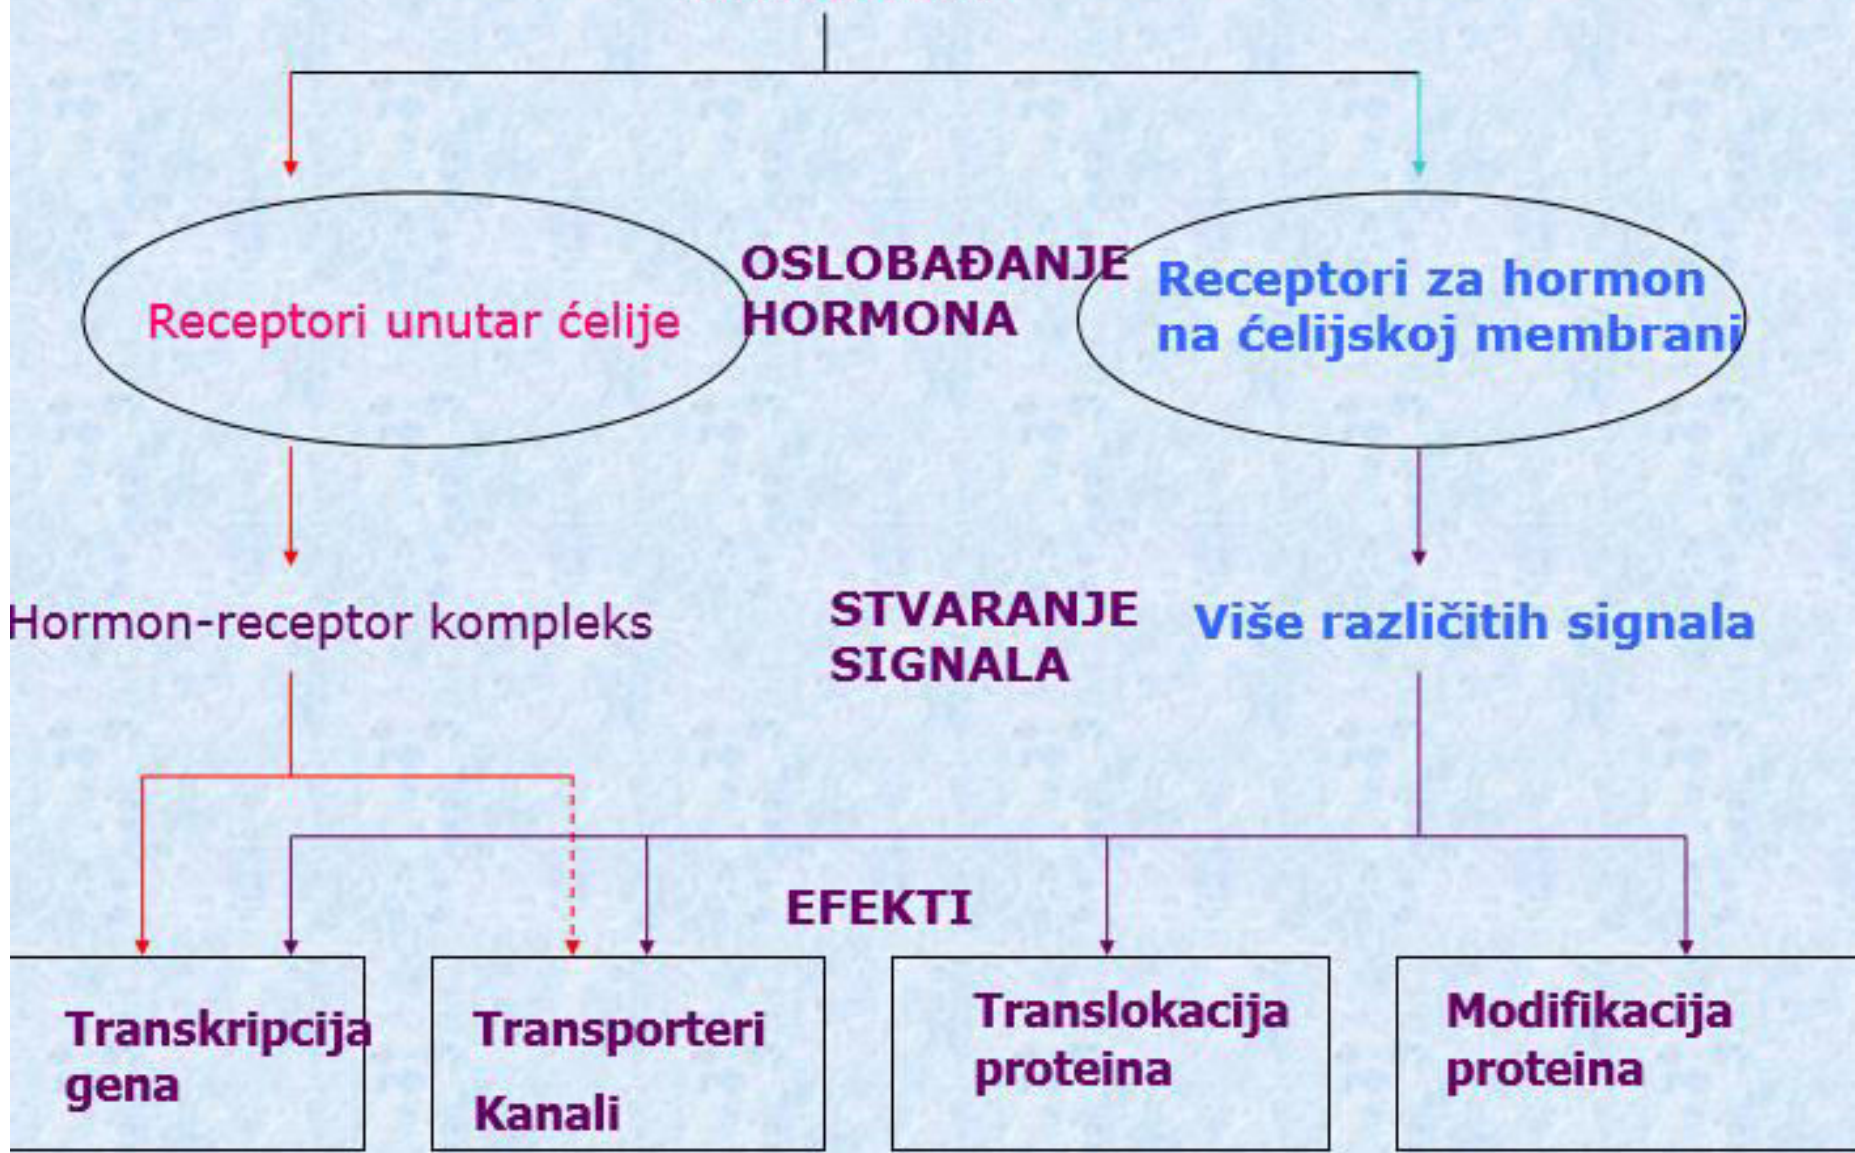 Receptori unutar ćelije
OSLOBAĐANJE
HORMONA
Receptori za hormon
na ćelijskoj membrani
Hormon-receptor kompleks
STVARANJE
SIGNALA
Više različitih signala
EFEKTI
Transkripcija
gena
Transporteri
Kanali
Translokacija
proteina
Modifikacija
proteina